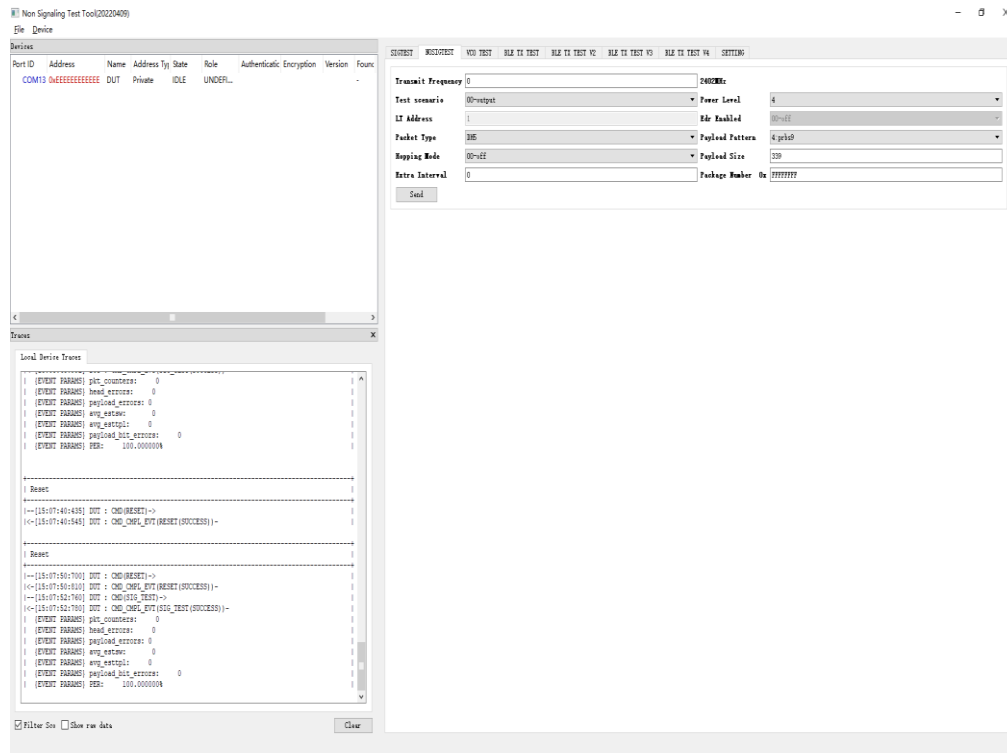 Non Signaling Test Tool(20220409)
File Device
Devices
Port ID Address Name Address Typ State Role Authenticatic Encryption Version Founc
COM13 0xEEEEEEEEEEEE DUT Private IDLE UNDEFI... -
Traces
Local Device Traces
| {EVENT PARAMS} pkt_counters: 0 |
| {EVENT PARAMS} head_errors: 0 |
| {EVENT PARAMS} payload_errors: 0 |
| {EVENT PARAMS} avg_estsw: 0 |
| {EVENT PARAMS} avg_esttpl: 0 |
| {EVENT PARAMS} payload_bit_errors: 0 |
| {EVENT PARAMS} PER: 100.000000% |
| Reset |
|--[15:07:40:435] DUT : CMD(RESET)-> |
|<-[15:07:40:545] DUT : CMD_CMPL_EVT(RESET(SUCCESS))- |
| Reset |
|--[15:07:50:700] DUT : CMD(RESET)-> |
|<-[15:07:50:810] DUT : CMD_CMPL_EVT(RESET(SUCCESS))- |
|--[15:07:52:760] DUT : CMD(SIG_TEST)-> |
|<-[15:07:52:780] DUT : CMD_CMPL_EVT(SIG_TEST(SUCCESS))- |
| {EVENT PARAMS} pkt_counters: 0 |
| {EVENT PARAMS} head_errors: 0 |
| {EVENT PARAMS} payload_errors: 0 |
| {EVENT PARAMS} avg_estsw: 0 |
| {EVENT PARAMS} avg_esttpl: 0 |
| {EVENT PARAMS} payload_bit_errors: 0 |
| {EVENT PARAMS} PER: 100.000000% |
Filter Sco Show raw data Clear
SIGTEST NOSIGTEST VCO TEST BLE TX TEST BLE TX TEST V2 BLE TX TEST V3 BLE TX TEST V4 SETTING
Transmit Frequency 0 2402MHz
Test scenario 00-output Power Level 4
LT Address 1 Edr Enabled 00-off
Packet Type DH5 Payload Pattern 4:prbs9
Hopping Mode 00-off Payload Size 339
Extra Interval 0 Package Number 0x FFFFFFFF
Send